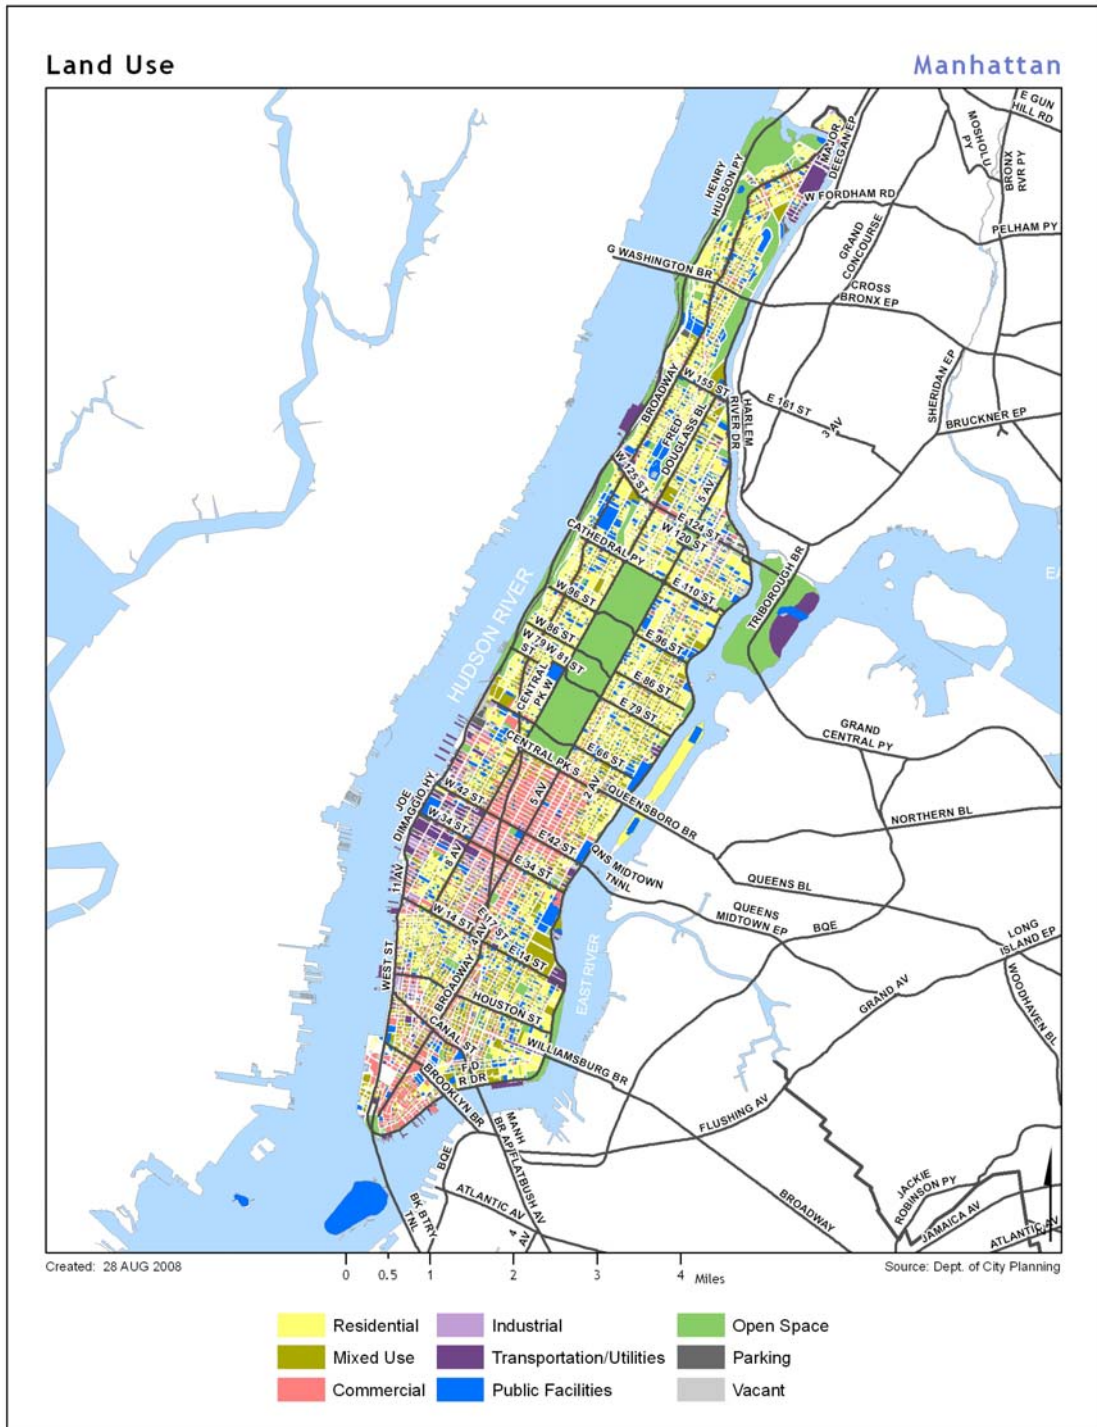 Land Use
Manhattan
E GUN
HILL RD
MOSHOLU
PY
BRONX
RVR PY
MAJOR
DEEGAN EP
HENRY
HUDSON PY
W FORDHAM RD
PELHAM PY
GRAND
CONCOURSE
G WASHINGTON BR
CROSS
BRONX EP
SHERIDAN EP
BROADWAY
W 155 ST
HARLEM
RIVER DR
E 161 ST
3 AV
BRUCKNER EP
FRED'
DOUGLASS BL
W 125 ST
5 AV
E 124 ST
W 120 ST
CATHEDRAL PY
TRIBOROUGH BR
EA
E 110 ST
W 96 ST
HUDSON RIVER
W 86 ST
E 96 ST
W 79
ST
W 81 ST
CENTRAL
PK W
E 86 ST
E 79 ST
GRAND
CENTRAL PY
CENTRAL PK S
E 66 ST
JOE
DIMAGGIO HY
W 42 ST
5 AV
2 AV
QUEENSBORO BR
NORTHERN BL
W 34 ST
8 AV
E 42 ST
E 34 ST
QNS MIDTOWN
TNNL
11 AV
QUEENS BL
QUEENS
MIDTOWN EP
BQE
LONG
ISLAND EP
W 14 ST
E 17 ST
4 AV
E 14 ST
WEST ST
BROADWAY
EAST RIVER
GRAND AV
WOODHAVEN BL
HOUSTON ST
CANAL ST
WILLIAMSBURG BR
F D
R DR
BROOKLYN BR
FLUSHING AV
MANH
BR AP/FLATBUSH AV
BQE
JACKIE
ROBINSON PY
ATLANTIC AV
BK BTRY
TNL
4
AV
BROADWAY
JAMAICA AV
ATLANTIC AV
Created: 28 AUG 2008
Source: Dept. of City Planning
0 0.5 1 2 3 4 Miles
Residential
Industrial
Open Space
Mixed Use
Transportation/Utilities
Parking
Commercial
Public Facilities
Vacant